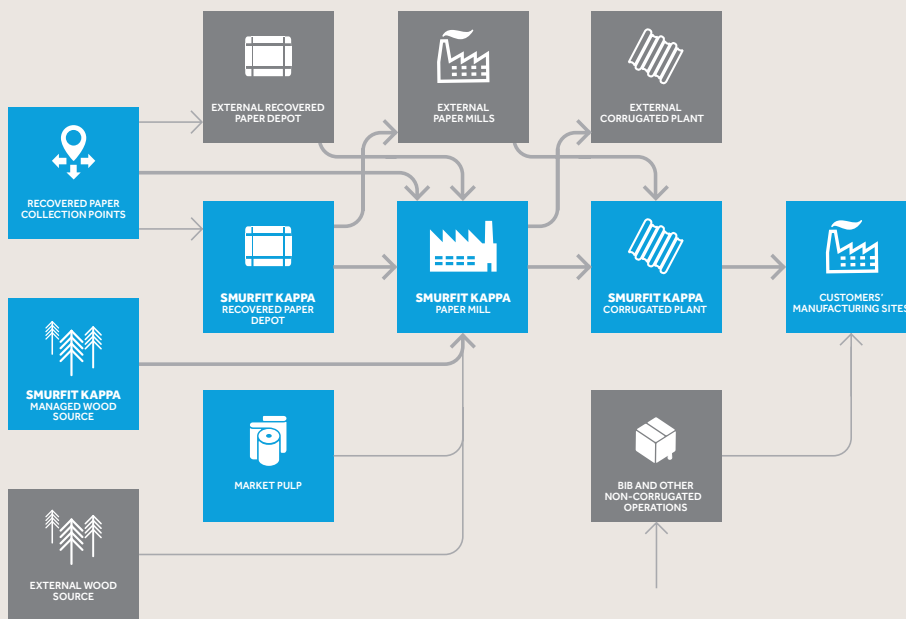 EXTERNAL RECOVERED
PAPER DEPOT
EXTERNAL
PAPER MILLS
EXTERNAL
CORRUGATED PLANT
RECOVERED PAPER
COLLECTION POINTS
SMURFIT KAPPA
RECOVERED PAPER
DEPOT
SMURFIT KAPPA
PAPER MILL
SMURFIT KAPPA
CORRUGATED PLANT
CUSTOMERS'
MANUFACTURING SITES
SMURFIT KAPPA
MANAGED WOOD
SOURCE
MARKET PULP
BIB AND OTHER
NON-CORRUGATED
OPERATIONS
EXTERNAL WOOD
SOURCE